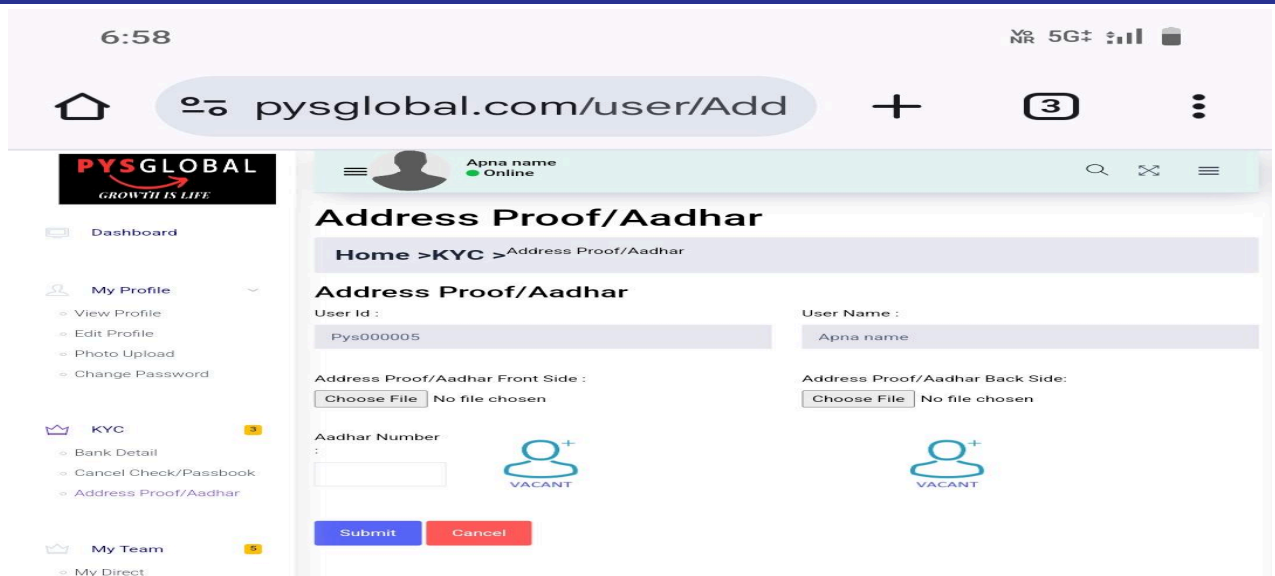 6:58
Vo NR 5G‡
pysglobal.com/user/Add
3
PYSGLOBAL
GROWTH IS LIFE
Apna name
Online
Dashboard
My Profile
View Profile
Edit Profile
Photo Upload
Change Password
KYC 3
Bank Detail
Cancel Check/Passbook
Address Proof/Aadhar
My Team 5
My Direct
Address Proof/Aadhar
Home >KYC >Address Proof/Aadhar
Address Proof/Aadhar
User Id : User Name :
Pys000005 Apna name
Address Proof/Aadhar Front Side : Address Proof/Aadhar Back Side:
Choose File No file chosen Choose File No file chosen
Aadhar Number
:
VACANT VACANT
Submit Cancel